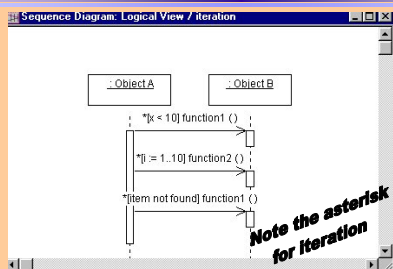 Sequence Diagram: Logical View / iteration
: Object A
: Object B
*[x < 10] function1 ( )
*[i := 1..10] function2 ( )
*[item not found] function1 ( )
Note the asterisk
for iteration